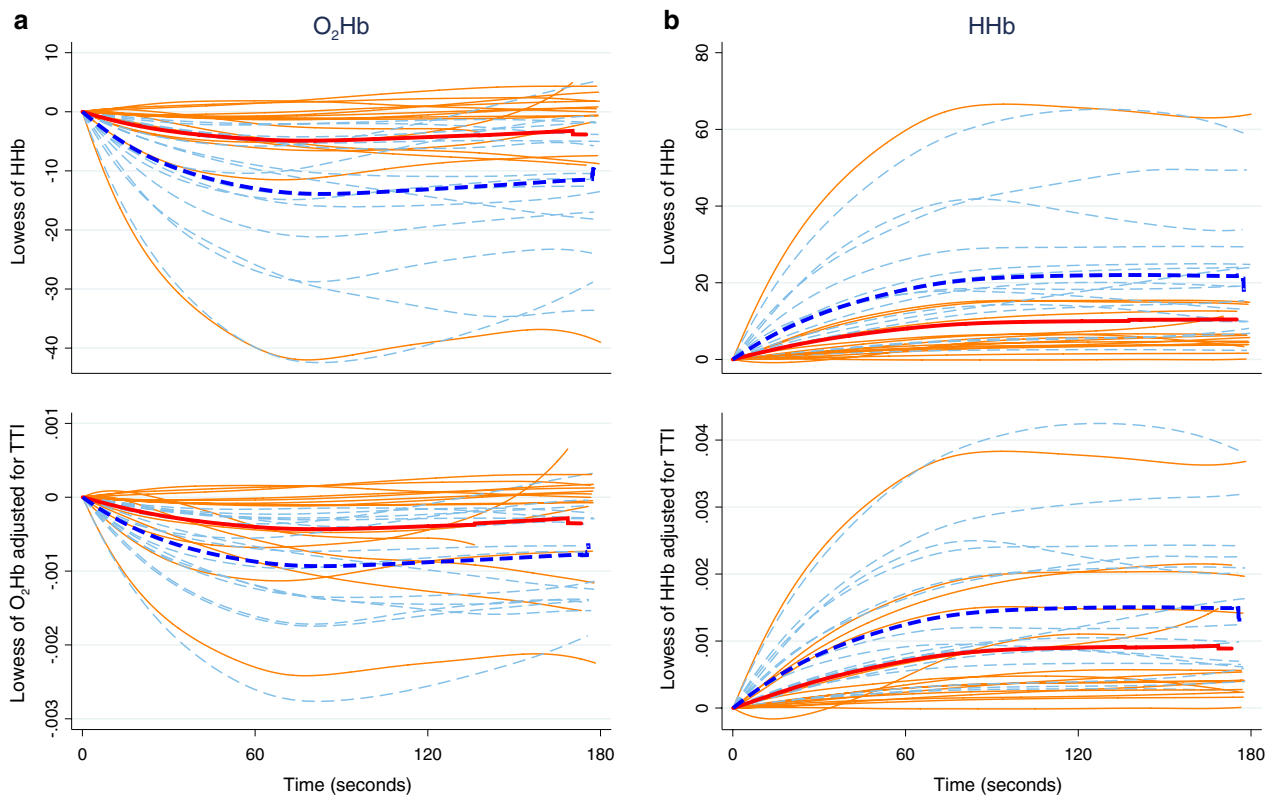 a
O₂Hb
Lowess of HHb
10
0
-10
-20
-30
-40
b
HHb
Lowess of HHb
80
60
40
20
0
Lowess of O₂Hb adjusted for TTI
.001
0
-.001
-.002
-.003
0 60 120 180
Time (seconds)
Lowess of HHb adjusted for TTI
.004
.003
.002
.001
0
0 60 120 180
Time (seconds)